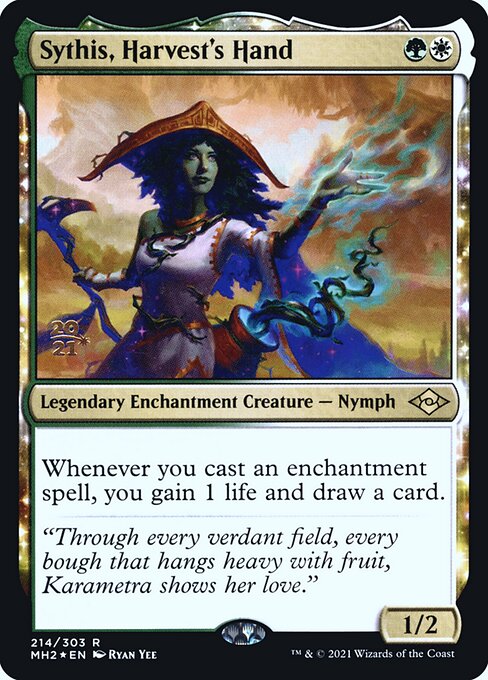 Sythis, Harvest's Hand
20
21
Legendary Enchantment Creature — Nymph
Whenever you cast an enchantment
spell, you gain 1 life and draw a card.
“Through every verdant field, every
bough that hangs heavy with fruit,
Karametra shows her love.”
1/2
214/303 R
MH2★EN Ryan Yee
™ & © 2021 Wizards of the Coast